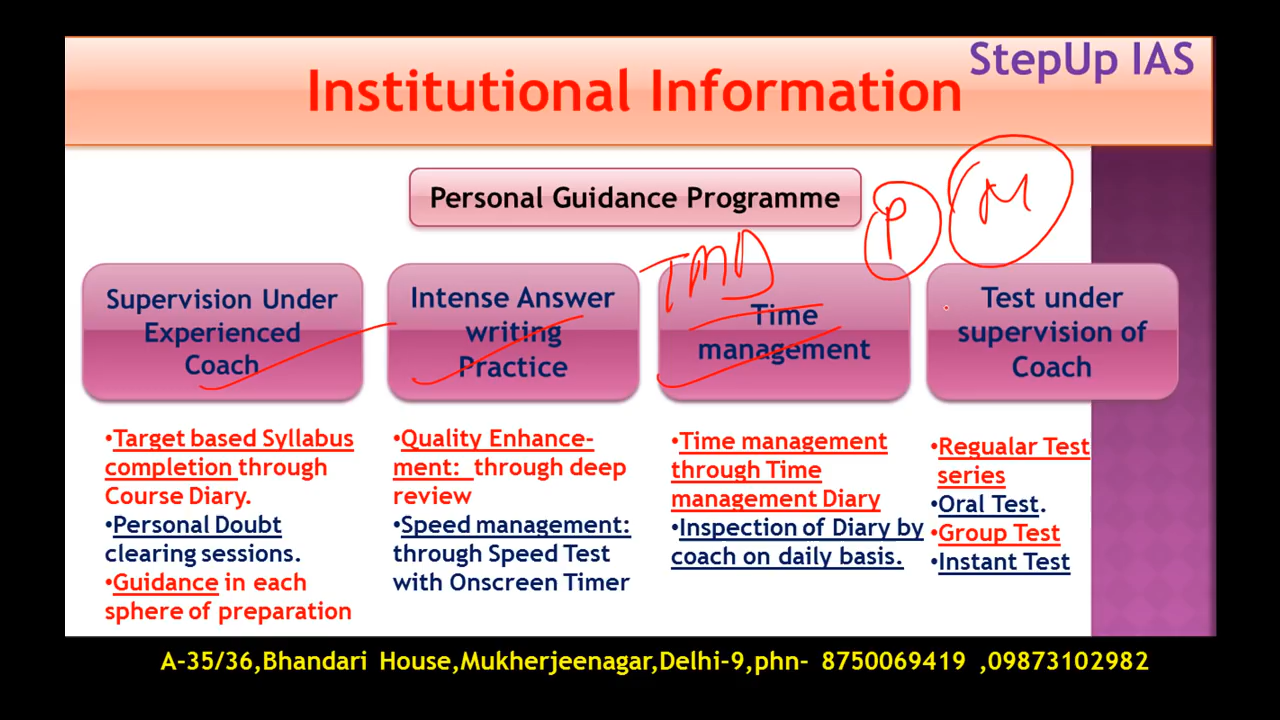 StepUp IAS
Institutional Information
Personal Guidance Programme
P
M
TMD
Supervision Under
Experienced
Coach
Intense Answer
writing
Practice
Time
management
Test under
supervision of
Coach
•Target based Syllabus
completion through
Course Diary.
•Personal Doubt
clearing sessions.
•Guidance in each
sphere of preparation
•Quality Enhance-
ment: through deep
review
•Speed management:
through Speed Test
with Onscreen Timer
•Time management
through Time
management Diary
•Inspection of Diary by
coach on daily basis.
•Regualar Test
series
•Oral Test.
•Group Test
•Instant Test
A-35/36,Bhandari House,Mukherjeenagar,Delhi-9,phn- 8750069419 ,09873102982